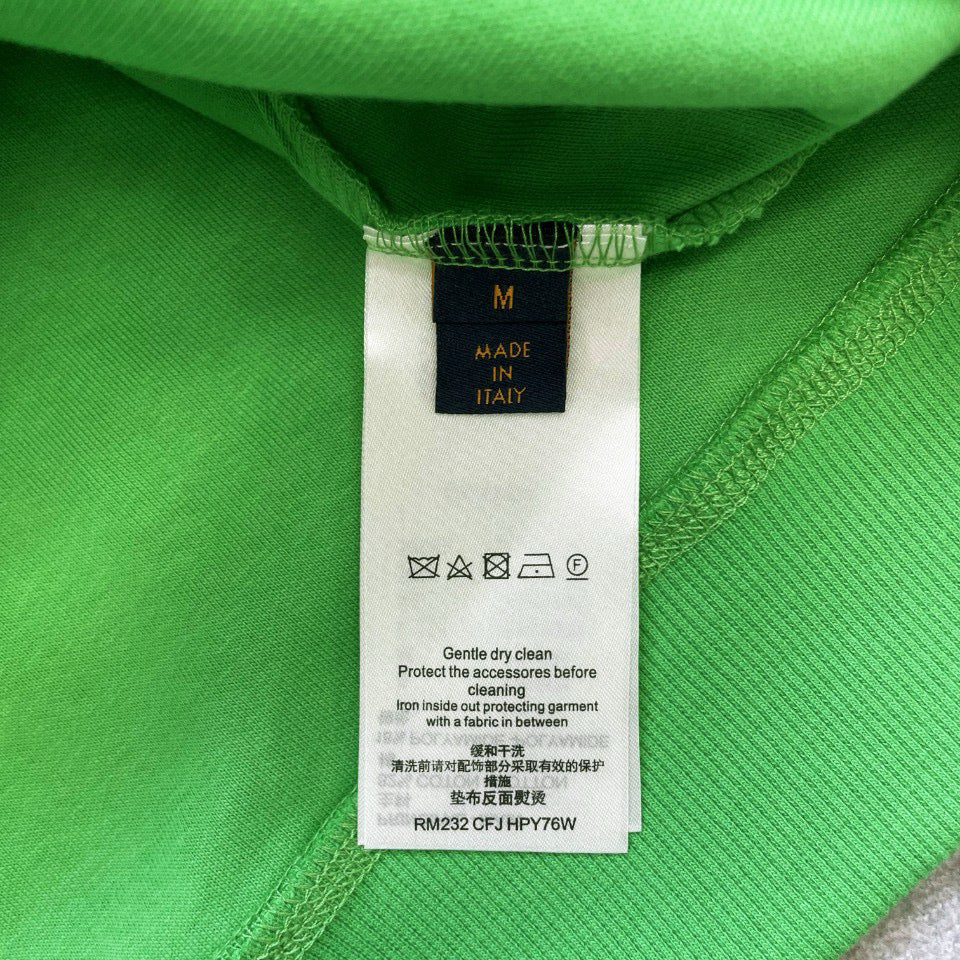 M
MADE
IN
ITALY
F
Gentle dry clean
Protect the accessores before
cleaning
Iron inside out protecting garment
with a fabric in between
缓和干洗
清洗前请对配饰部分采取有效的保护
措施
垫布反面熨烫
RM232 CFJ HPY76W